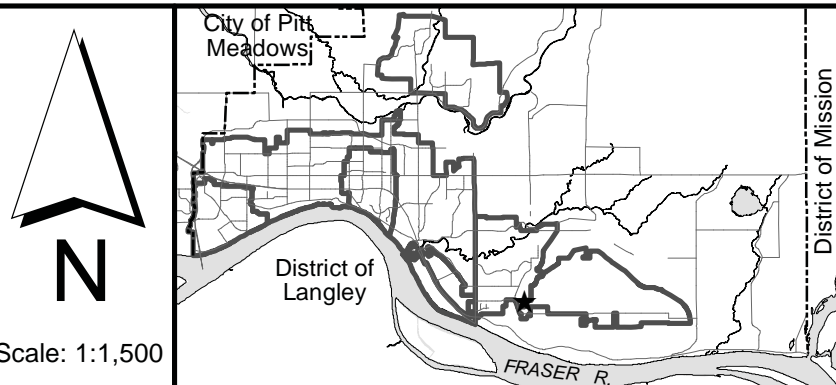 City of Pitt
Meadows
District of Mission
District of
Langley
N
Scale: 1:1,500
FRASER R.